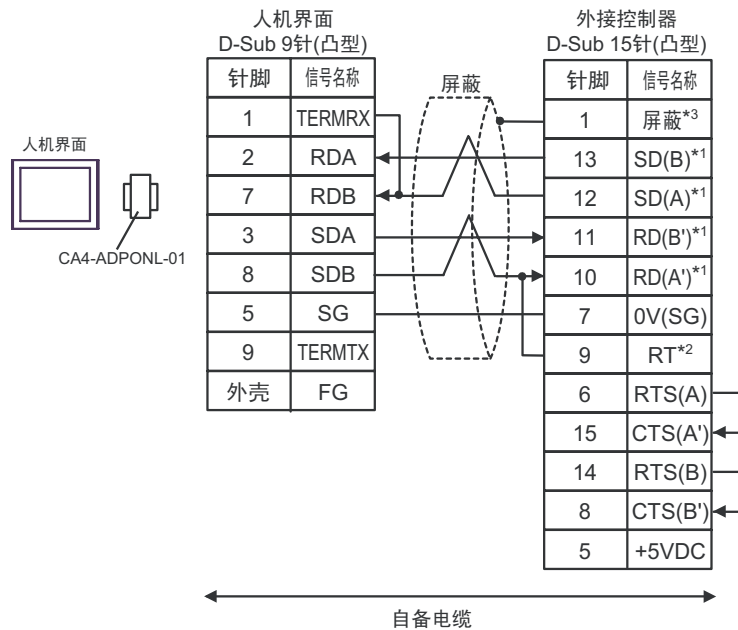 人机界面
D-Sub 9针(凸型)
外接控制器
D-Sub 15针(凸型)
针脚 信号名称
屏蔽
针脚 信号名称
1 TERMRX
1 屏蔽*3
2 RDA
13 SD(B)*1
7 RDB
12 SD(A)*1
3 SDA
11 RD(B')*1
8 SDB
10 RD(A')*1
5 SG
7 0V(SG)
9 TERMTX
9 RT*2
外壳 FG
6 RTS(A)
15 CTS(A')
14 RTS(B)
8 CTS(B')
5 +5VDC
人机界面
CA4-ADPONL-01
自备电缆